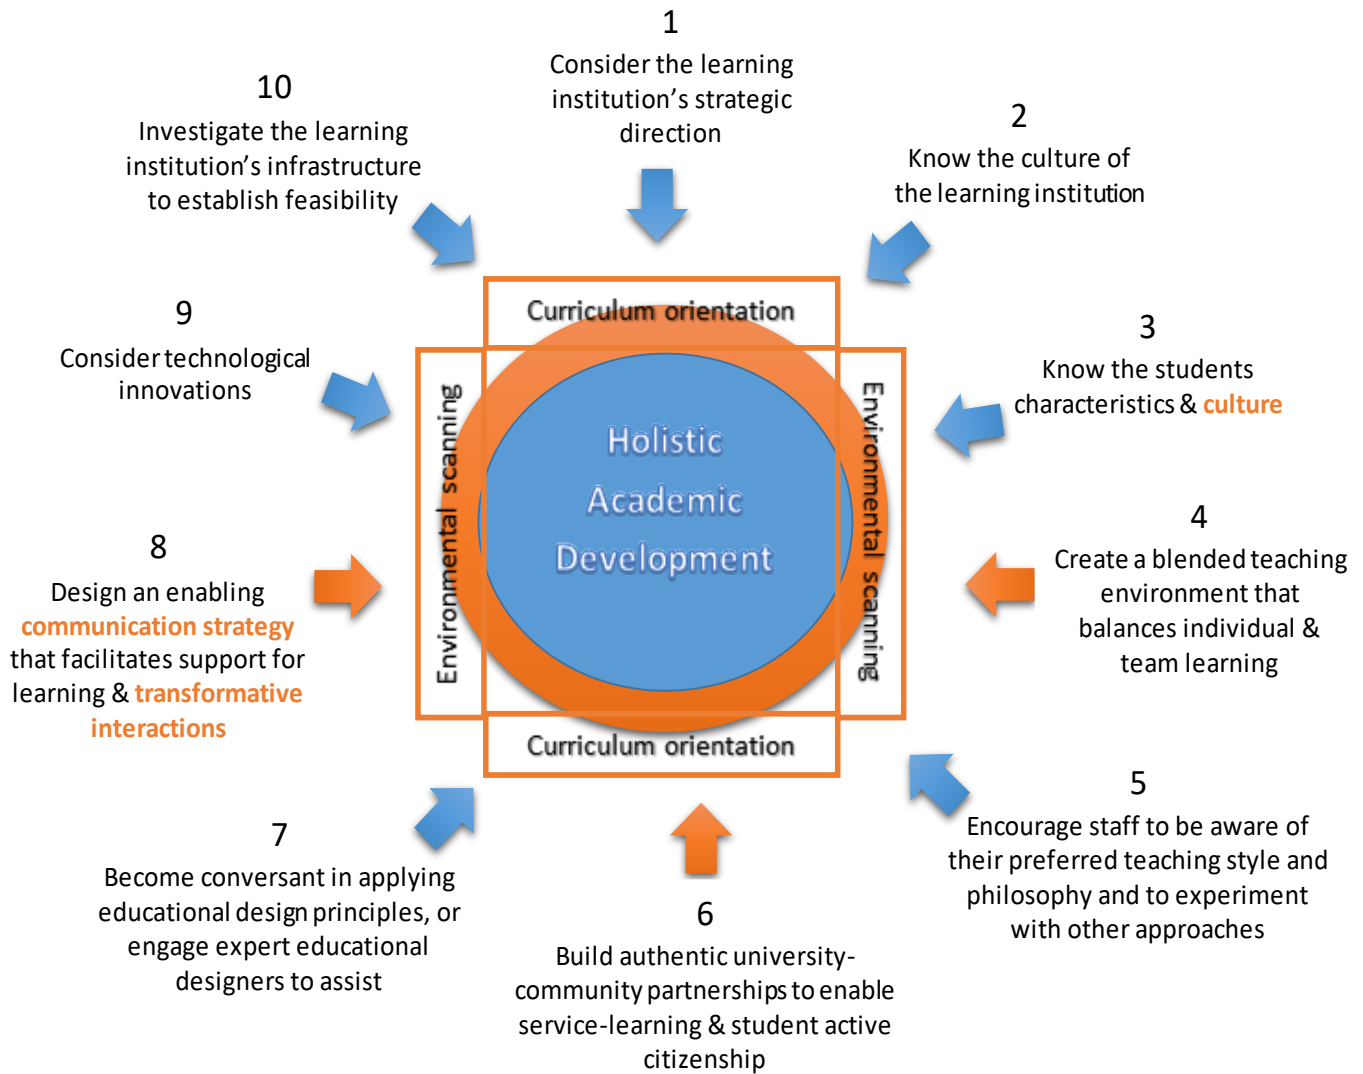 1
Consider the learning
institution’s strategic
direction
2
Know the culture of
the learning institution
3
Know the students
characteristics & culture
4
Create a blended teaching
environment that
balances individual &
team learning
5
Encourage staff to be aware of
their preferred teaching style and
philosophy and to experiment
with other approaches
6
Build authentic university-
community partnerships to enable
service-learning & student active
citizenship
7
Become conversant in applying
educational design principles, or
engage expert educational
designers to assist
8
Design an enabling
communication strategy
that facilitates support for
learning & transformative
interactions
9
Consider technological
innovations
10
Investigate the learning
institution’s infrastructure
to establish feasibility
Curriculum orientation
Environmental scanning
Holistic
Academic
Development
Environmental scanning
Curriculum orientation